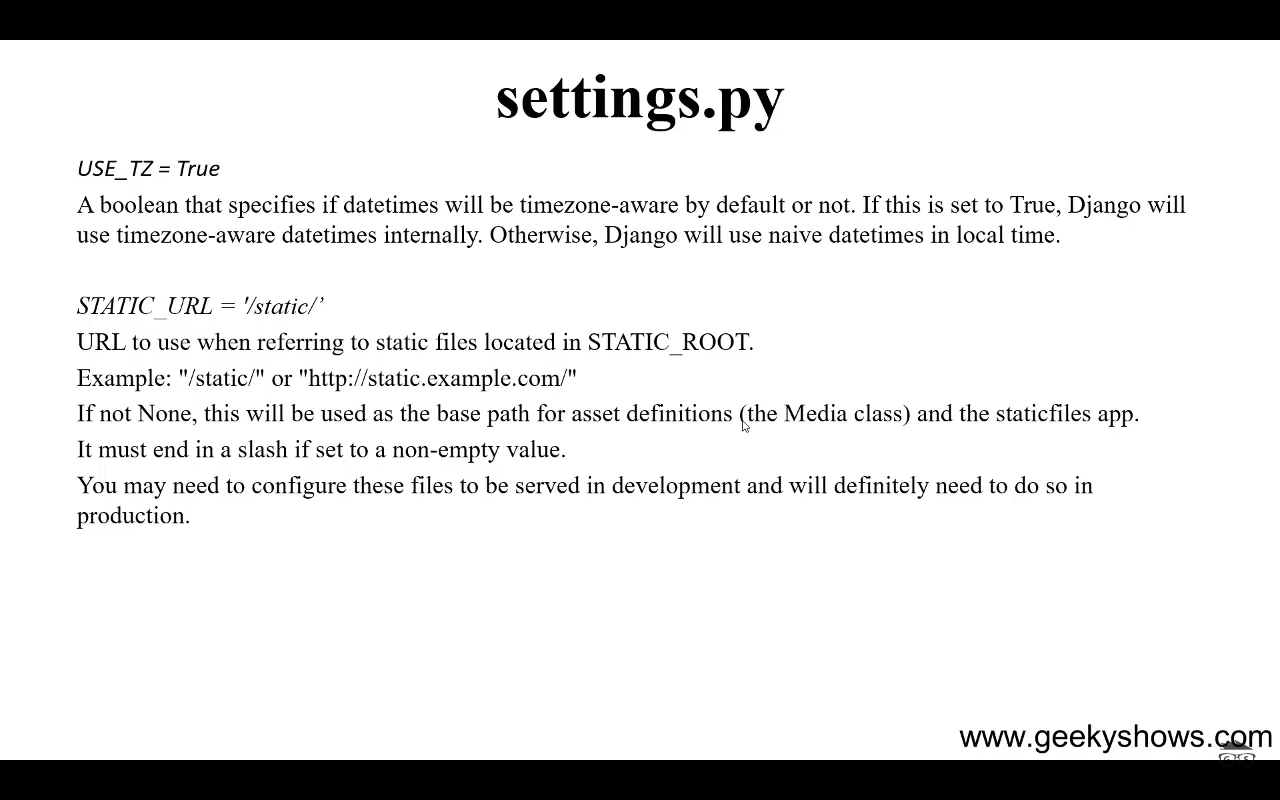 settings.py
USE_TZ = True
A boolean that specifies if datetimes will be timezone-aware by default or not. If this is set to True, Django will
use timezone-aware datetimes internally. Otherwise, Django will use naive datetimes in local time.
STATIC_URL = '/static/’
URL to use when referring to static files located in STATIC_ROOT.
Example: "/static/" or "http://static.example.com/"
If not None, this will be used as the base path for asset definitions (the Media class) and the staticfiles app.
It must end in a slash if set to a non-empty value.
You may need to configure these files to be served in development and will definitely need to do so in
production.
www.geekyshows.com